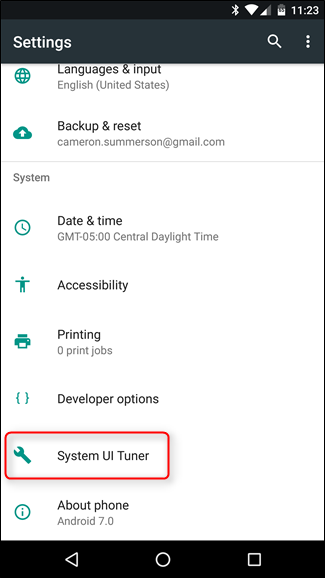 11:23
Settings
Languages & input
English (United States)
Backup & reset
cameron.summerson@gmail.com
System
Date & time
GMT-05:00 Central Daylight Time
Accessibility
Printing
0 print jobs
Developer options
System UI Tuner
About phone
Android 7.0